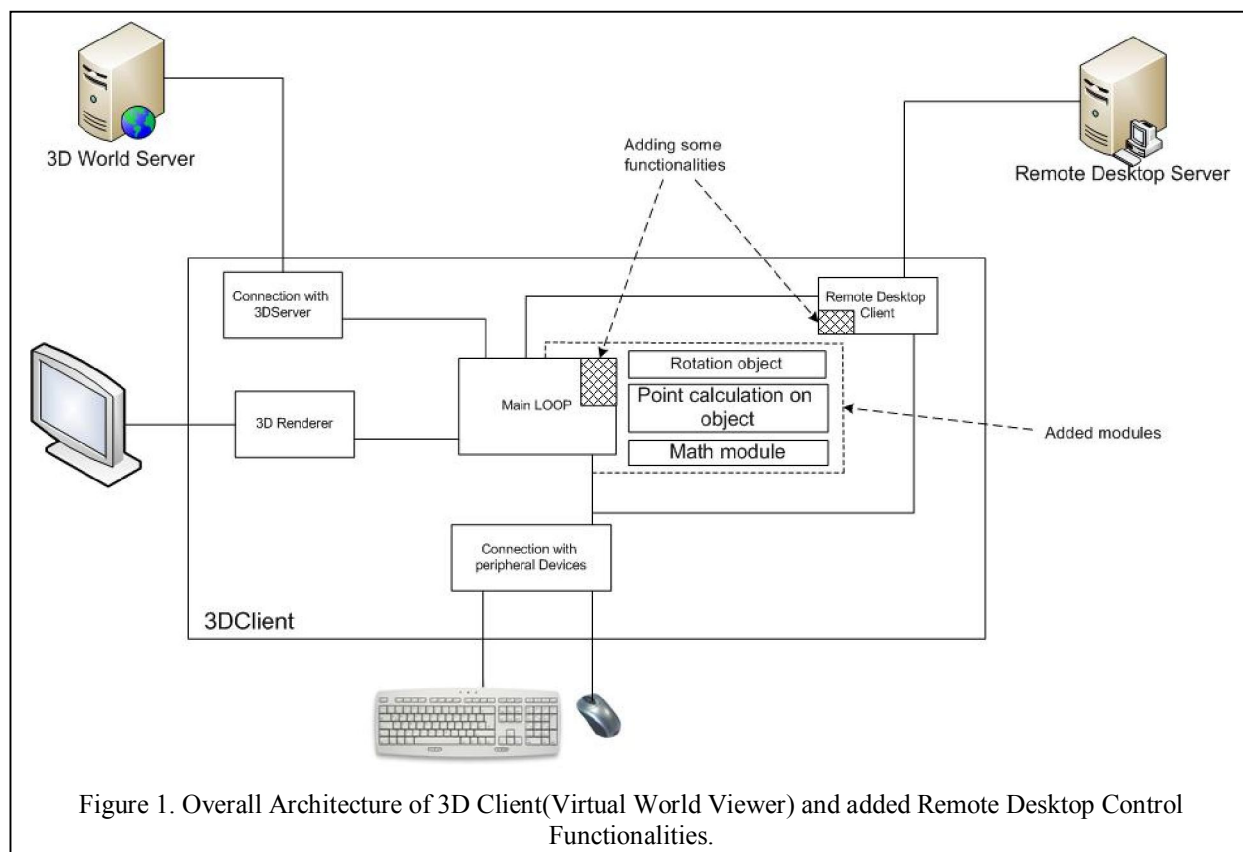 3D World Server
Remote Desktop Server
Adding some
functionalities
Connection with
3DServer
Remote Desktop
Client
Main LOOP
Rotation object
Point calculation on
object
Math module
3D Renderer
Added modules
Connection with
peripheral Devices
3DClient
Figure 1. Overall Architecture of 3D Client(Virtual World Viewer) and added Remote Desktop Control
Functionalities.